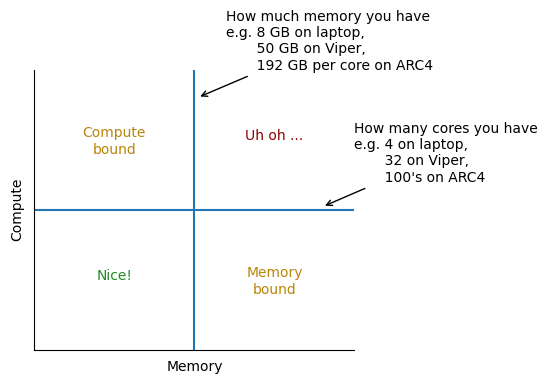 How much memory you have
e.g. 8 GB on laptop,
50 GB on Viper,
192 GB per core on ARC4
Compute
bound
Uh oh ...
How many cores you have
e.g. 4 on laptop,
32 on Viper,
100's on ARC4
Compute
Nice!
Memory
bound
Memory